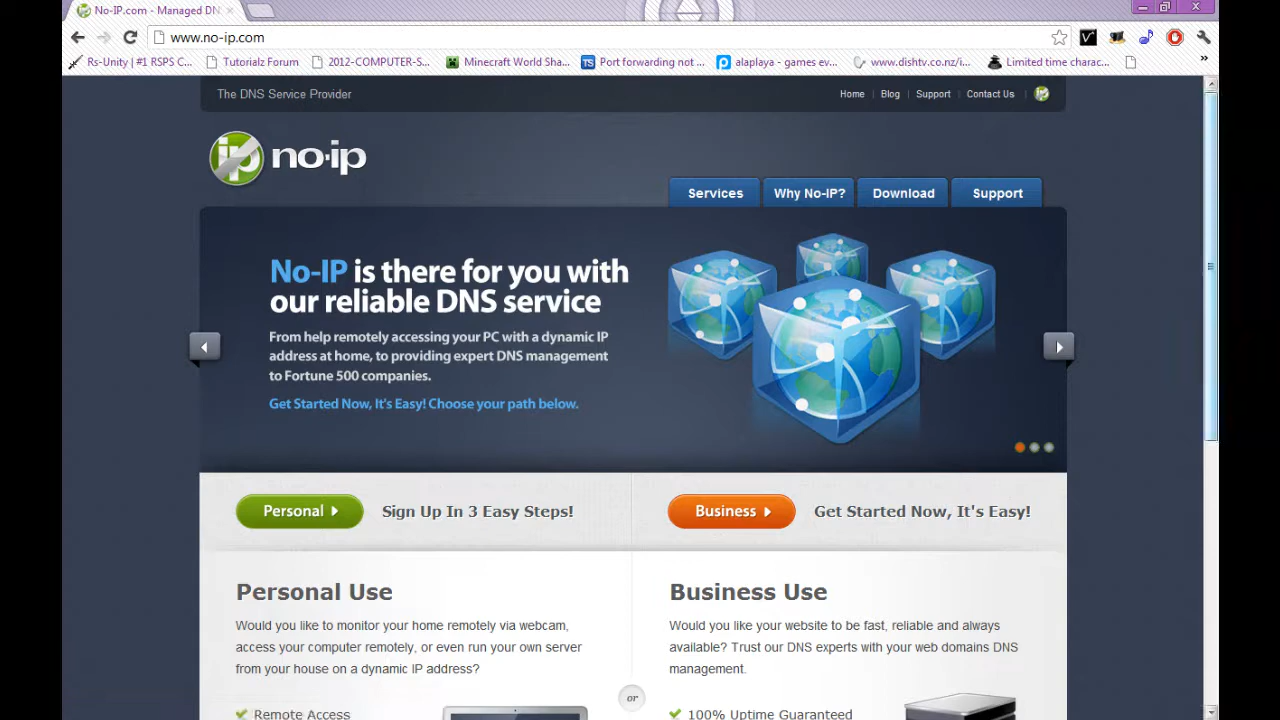 No-IP.com - Managed DN
www.no-ip.com
Rs-Unity | #1 RSPS C...
Tutorialz Forum
2012-COMPUTER-S...
Minecraft World Sha...
Port forwarding not ...
alaplaya - games ev...
www.dishtv.co.nz/i...
Limited time charac...
»
The DNS Service Provider
Home | Blog | Support | Contact Us |
ip no-ip
Services
Why No-IP?
Download
Support
No-IP is there for you with
our reliable DNS service
From help remotely accessing your PC with a dynamic IP
address at home, to providing expert DNS management
to Fortune 500 companies.
Get Started Now, It's Easy! Choose your path below.
Personal
Sign Up In 3 Easy Steps!
Business
Get Started Now, It's Easy!
Personal Use
Would you like to monitor your home remotely via webcam,
access your computer remotely, or even run your own server
from your house on a dynamic IP address?
Remote Access
or
Business Use
Would you like your website to be fast, reliable and always
available? Trust our DNS experts with your web domains DNS
management.
100% Uptime Guaranteed